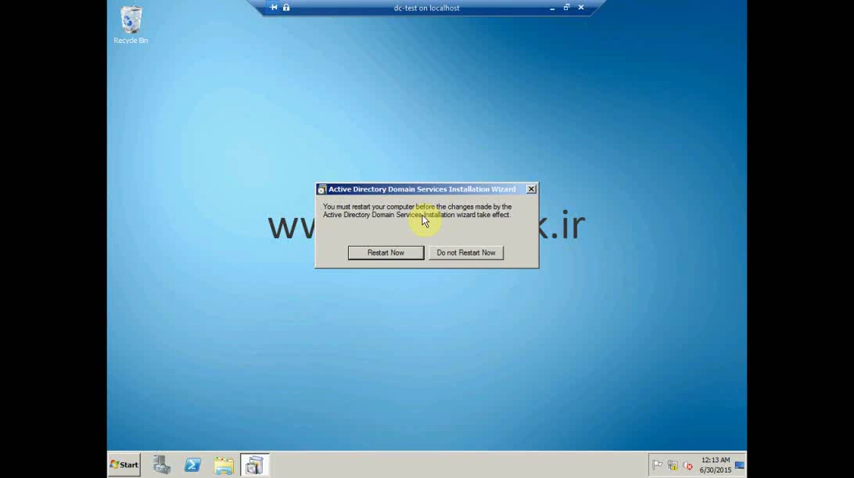 dc-test on localhost
Recycle Bin
Active Directory Domain Services Installation Wizard
You must restart your computer before the changes made by the
Active Directory Domain Services Installation wizard take effect.
Restart Now
Do not Restart Now
k.ir
Start
12:13 AM
6/30/2015